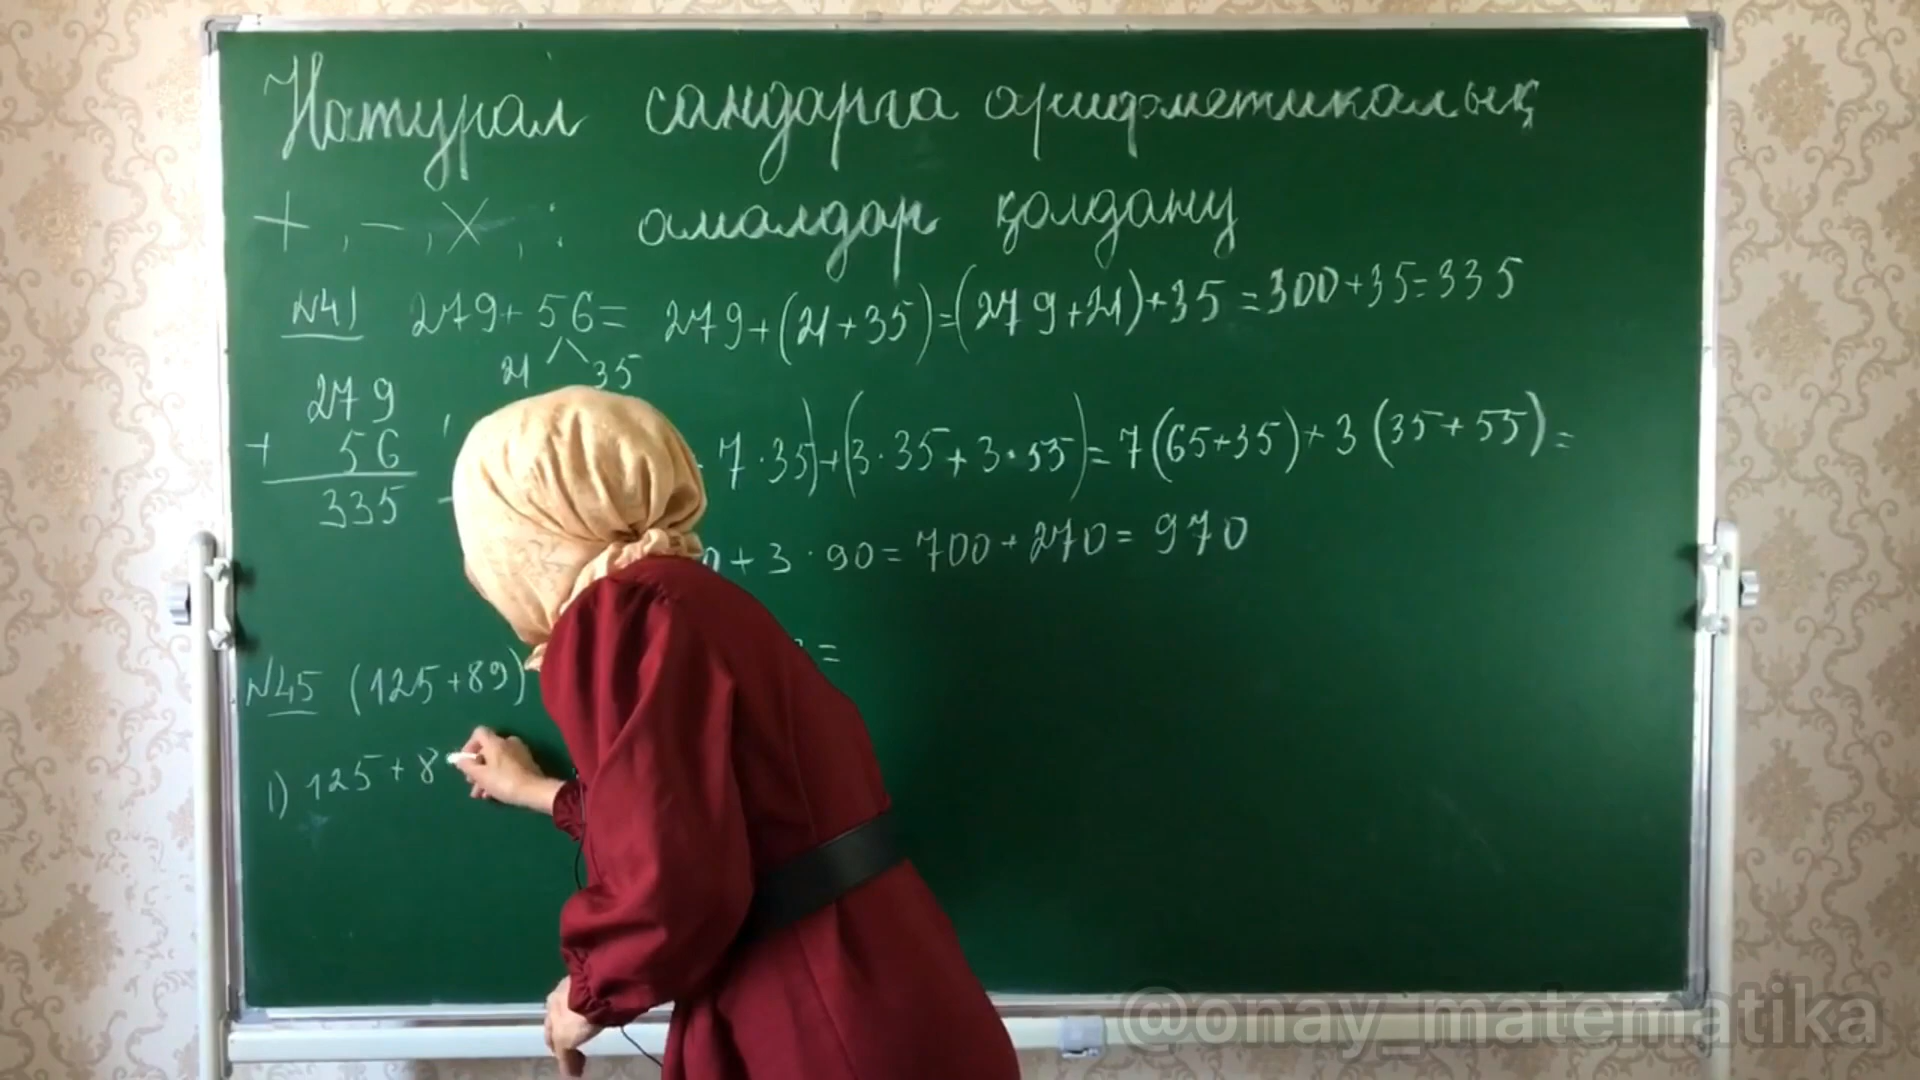 Натурал сандарға арифметикалық
+ , - , × , : амалдар қолдану
№41 279 + 56 = 279 + (21 + 35) = (279 + 21) + 35 = 300 + 35 = 335
21 35
279
+ 56
335
7 · 35) + (3 · 35 + 3 · 55) = 7 (65 + 35) + 3 (35 + 55) =
0 + 3 · 90 = 700 + 270 = 970
№45 (125 + 89) =
1) 125 + 8
@onay_matematika